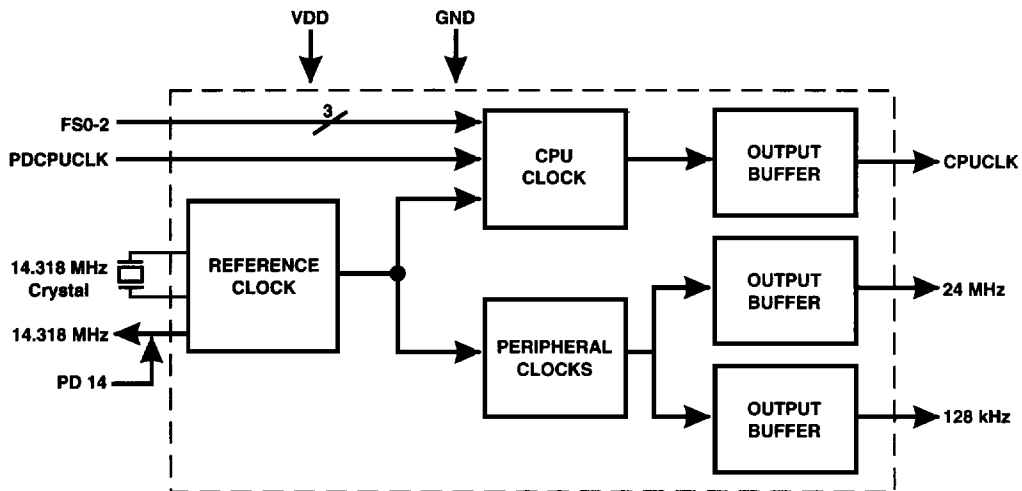 VDD
GND
3
FS0-2
PDCPUCLK
CPU
CLOCK
OUTPUT
BUFFER
CPUCLK
14.318 MHz
Crystal
REFERENCE
CLOCK
OUTPUT
BUFFER
24 MHz
14.318 MHz
PD 14
PERIPHERAL
CLOCKS
OUTPUT
BUFFER
128 kHz